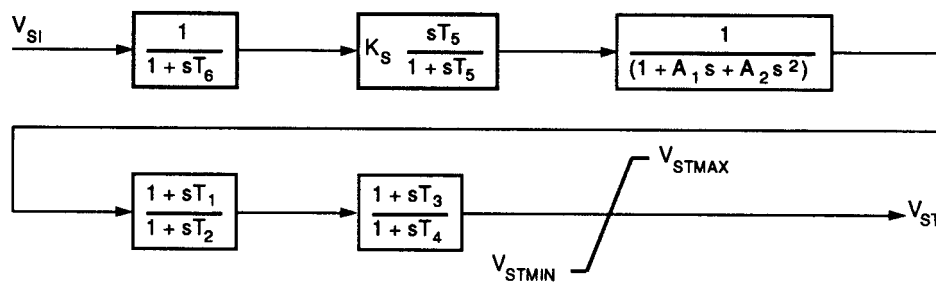 V_SI
1
1 + sT_6
K_S sT_5
1 + sT_5
1
(1 + A_1 s + A_2 s^2)
1 + sT_1
1 + sT_2
1 + sT_3
1 + sT_4
V_STMAX
V_STMIN
V_ST